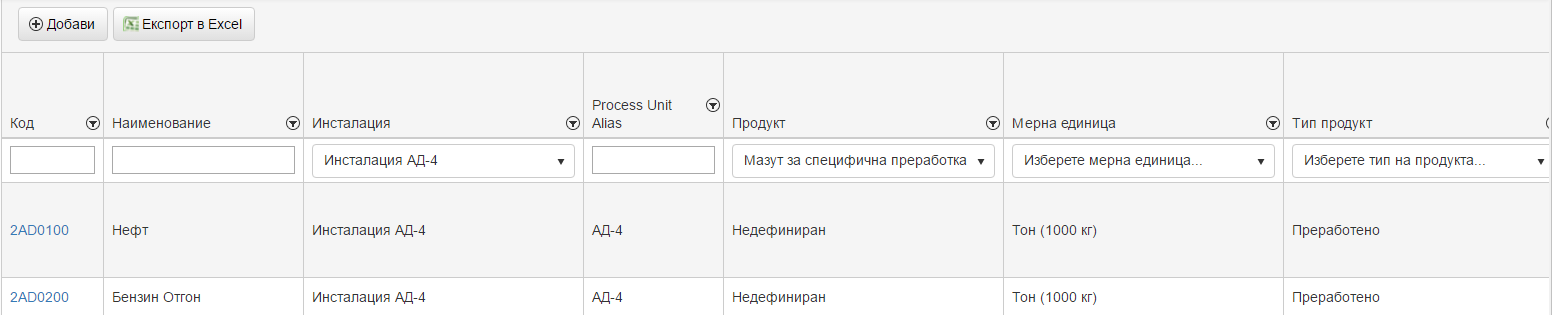 Добави Експорт в Excel
Process Unit
Код Наименование Инсталация Alias Продукт Мерна единица Тип продукт
Инсталация АД-4 Мазут за специфична преработка Изберете мерна единица... Изберете тип на продукта...
2AD0100 Нефт Инсталация АД-4 АД-4 Недефиниран Тон (1000 кг) Преработено
2AD0200 Бензин Отгон Инсталация АД-4 АД-4 Недефиниран Тон (1000 кг) Преработено